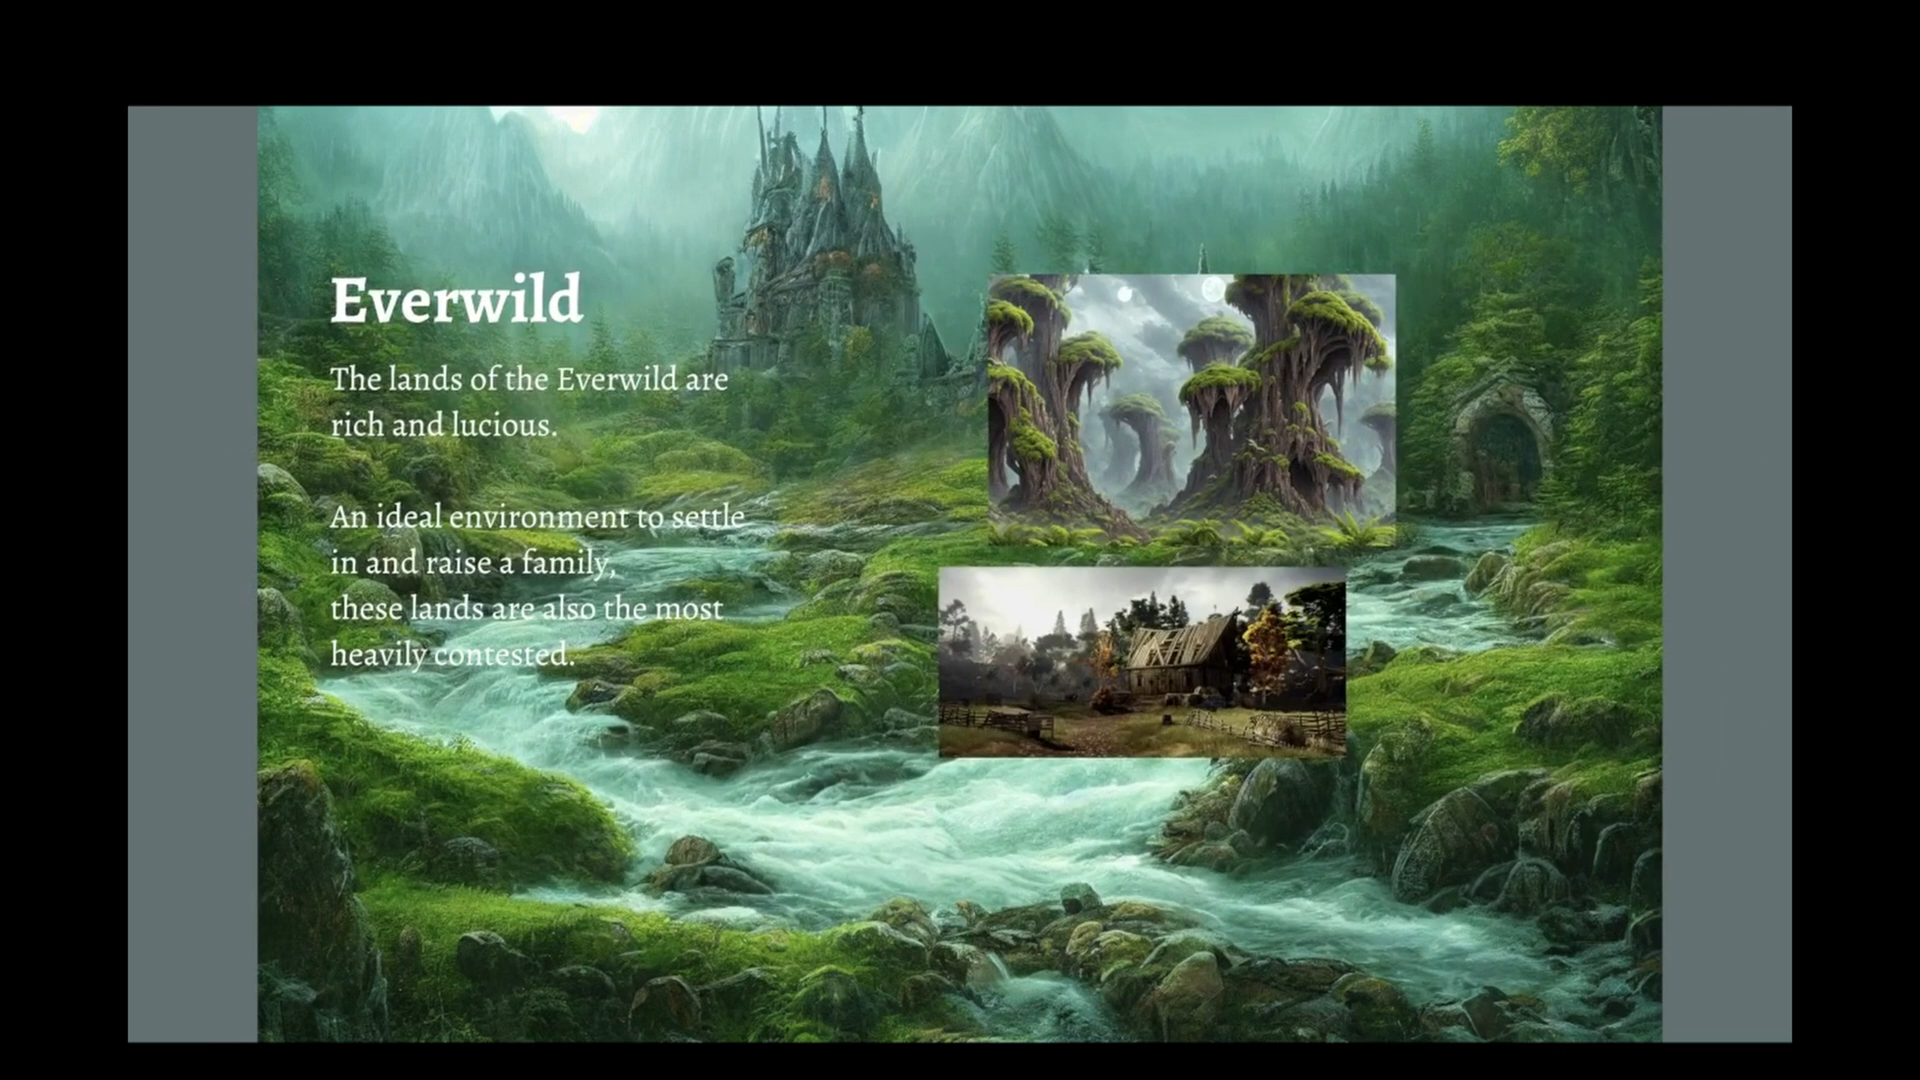 Everwild
The lands of the Everwild are
rich and lucious.
An ideal environment to settle
in and raise a family,
these lands are also the most
heavily contested.